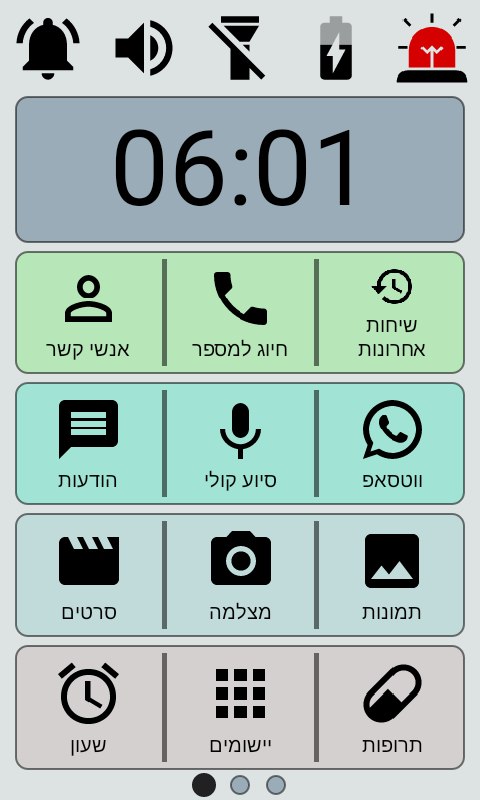 06:01
שיחות
אחרונות
חיוג למספר
אנשי קשר
ווטסאפ
סיוע קולי
הודעות
תמונות
מצלמה
סרטים
תרופות
יישומים
שעון